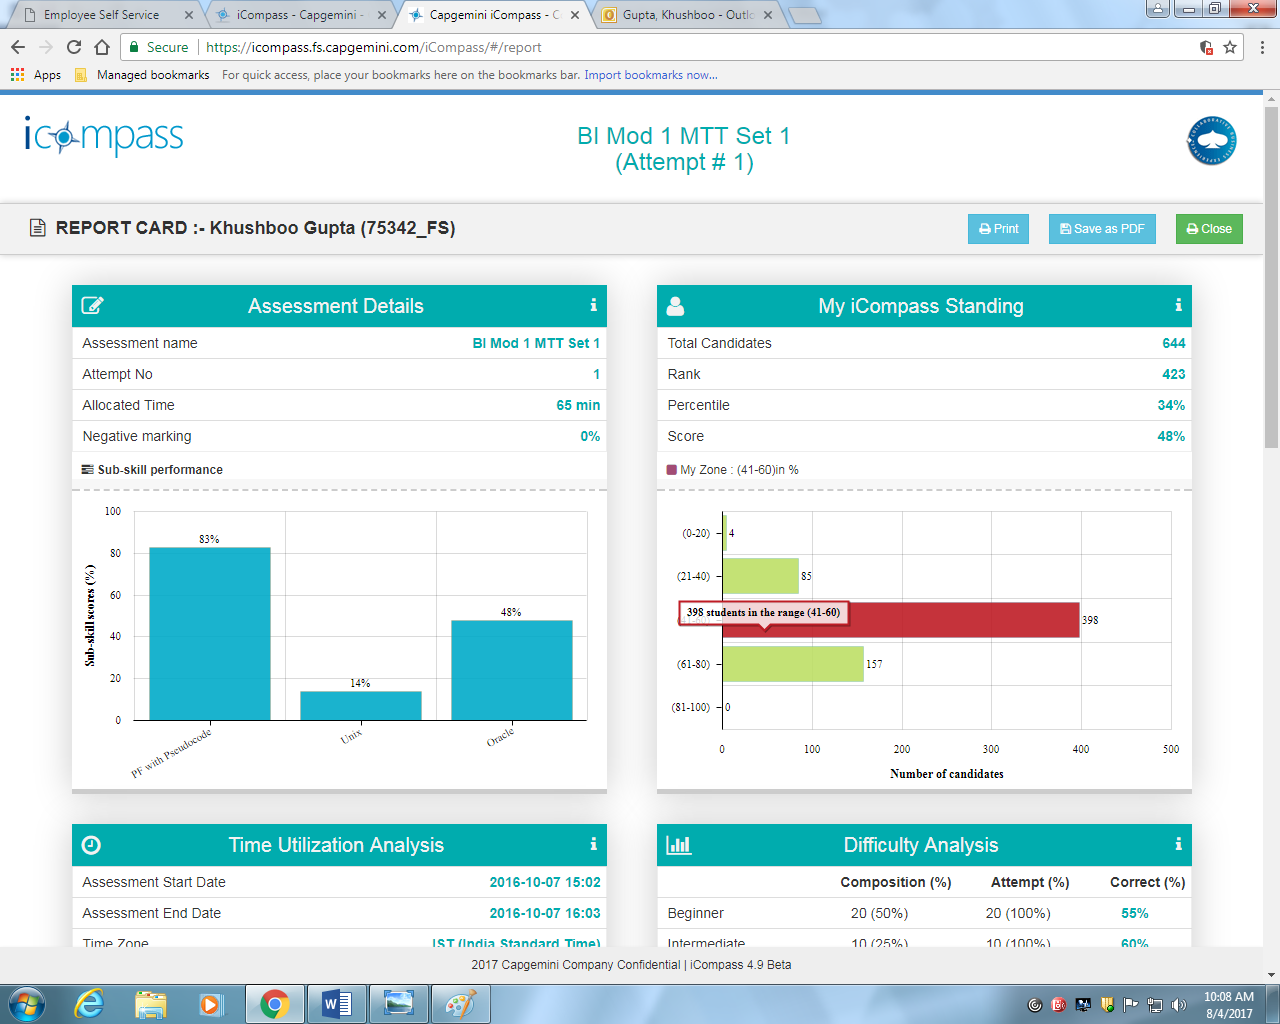 Employee Self Service
iCompass - Capgemini -
Capgemini iCompass - C
Gupta, Khushboo - Outlo
Secure https://icompass.fs.capgemini.com/iCompass/#/report
Apps Managed bookmarks For quick access, place your bookmarks here on the bookmarks bar. Import bookmarks now...
icompass
BI Mod 1 MTT Set 1
(Attempt # 1)
REPORT CARD :- Khushboo Gupta (75342_FS)
Print Save as PDF Close
Assessment Details
Assessment name BI Mod 1 MTT Set 1
Attempt No 1
Allocated Time 65 min
Negative marking 0%
Sub-skill performance
Sub-skill scores (%)
100
80
60
40
20
0
83%
14%
48%
PF with Pseudocode
Unix
Oracle
My iCompass Standing
Total Candidates 644
Rank 423
Percentile 34%
Score 48%
My Zone : (41-60)in %
(0-20) 4
(21-40) 85
398 students in the range (41-60)
398
(61-80) 157
(81-100) 0
0 100 200 300 400 500
Number of candidates
Time Utilization Analysis
Assessment Start Date 2016-10-07 15:02
Assessment End Date 2016-10-07 16:03
Time Zone IST (India Standard Time)
Difficulty Analysis
Composition (%) Attempt (%) Correct (%)
Beginner 20 (50%) 20 (100%) 55%
Intermediate 10 (25%) 10 (100%) 60%
2017 Capgemini Company Confidential | iCompass 4.9 Beta
10:08 AM
8/4/2017